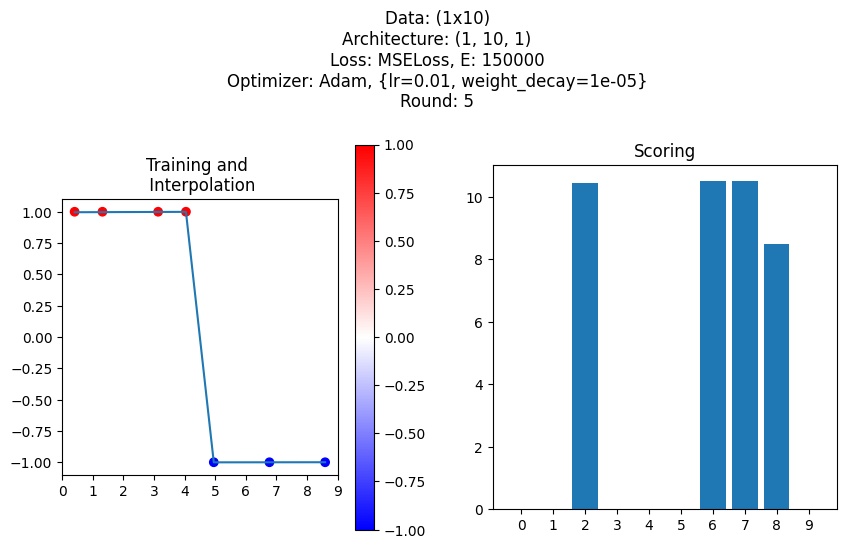 Data: (1x10)
Architecture: (1, 10, 1)
Loss: MSELoss, E: 150000
Optimizer: Adam, {lr=0.01, weight_decay=1e-05}
Round: 5
Training and
Interpolation
1.00
0.75
0.50
0.25
0.00
−0.25
−0.50
−0.75
−1.00
0 1 2 3 4 5 6 7 8 9
1.00
0.75
0.50
0.25
0.00
−0.25
−0.50
−0.75
−1.00
Scoring
10
8
6
4
2
0
0 1 2 3 4 5 6 7 8 9